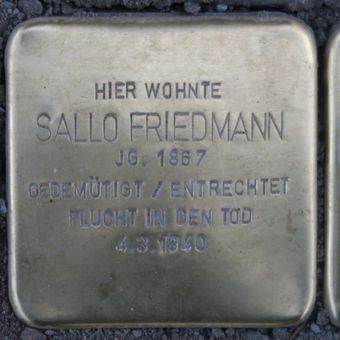 HIER WOHNTE
SALLO FRIEDMANN
JG. 1867
GEDEMÜTIGT / ENTRECHTET
FLUCHT IN DEN TOD
4.3.1940